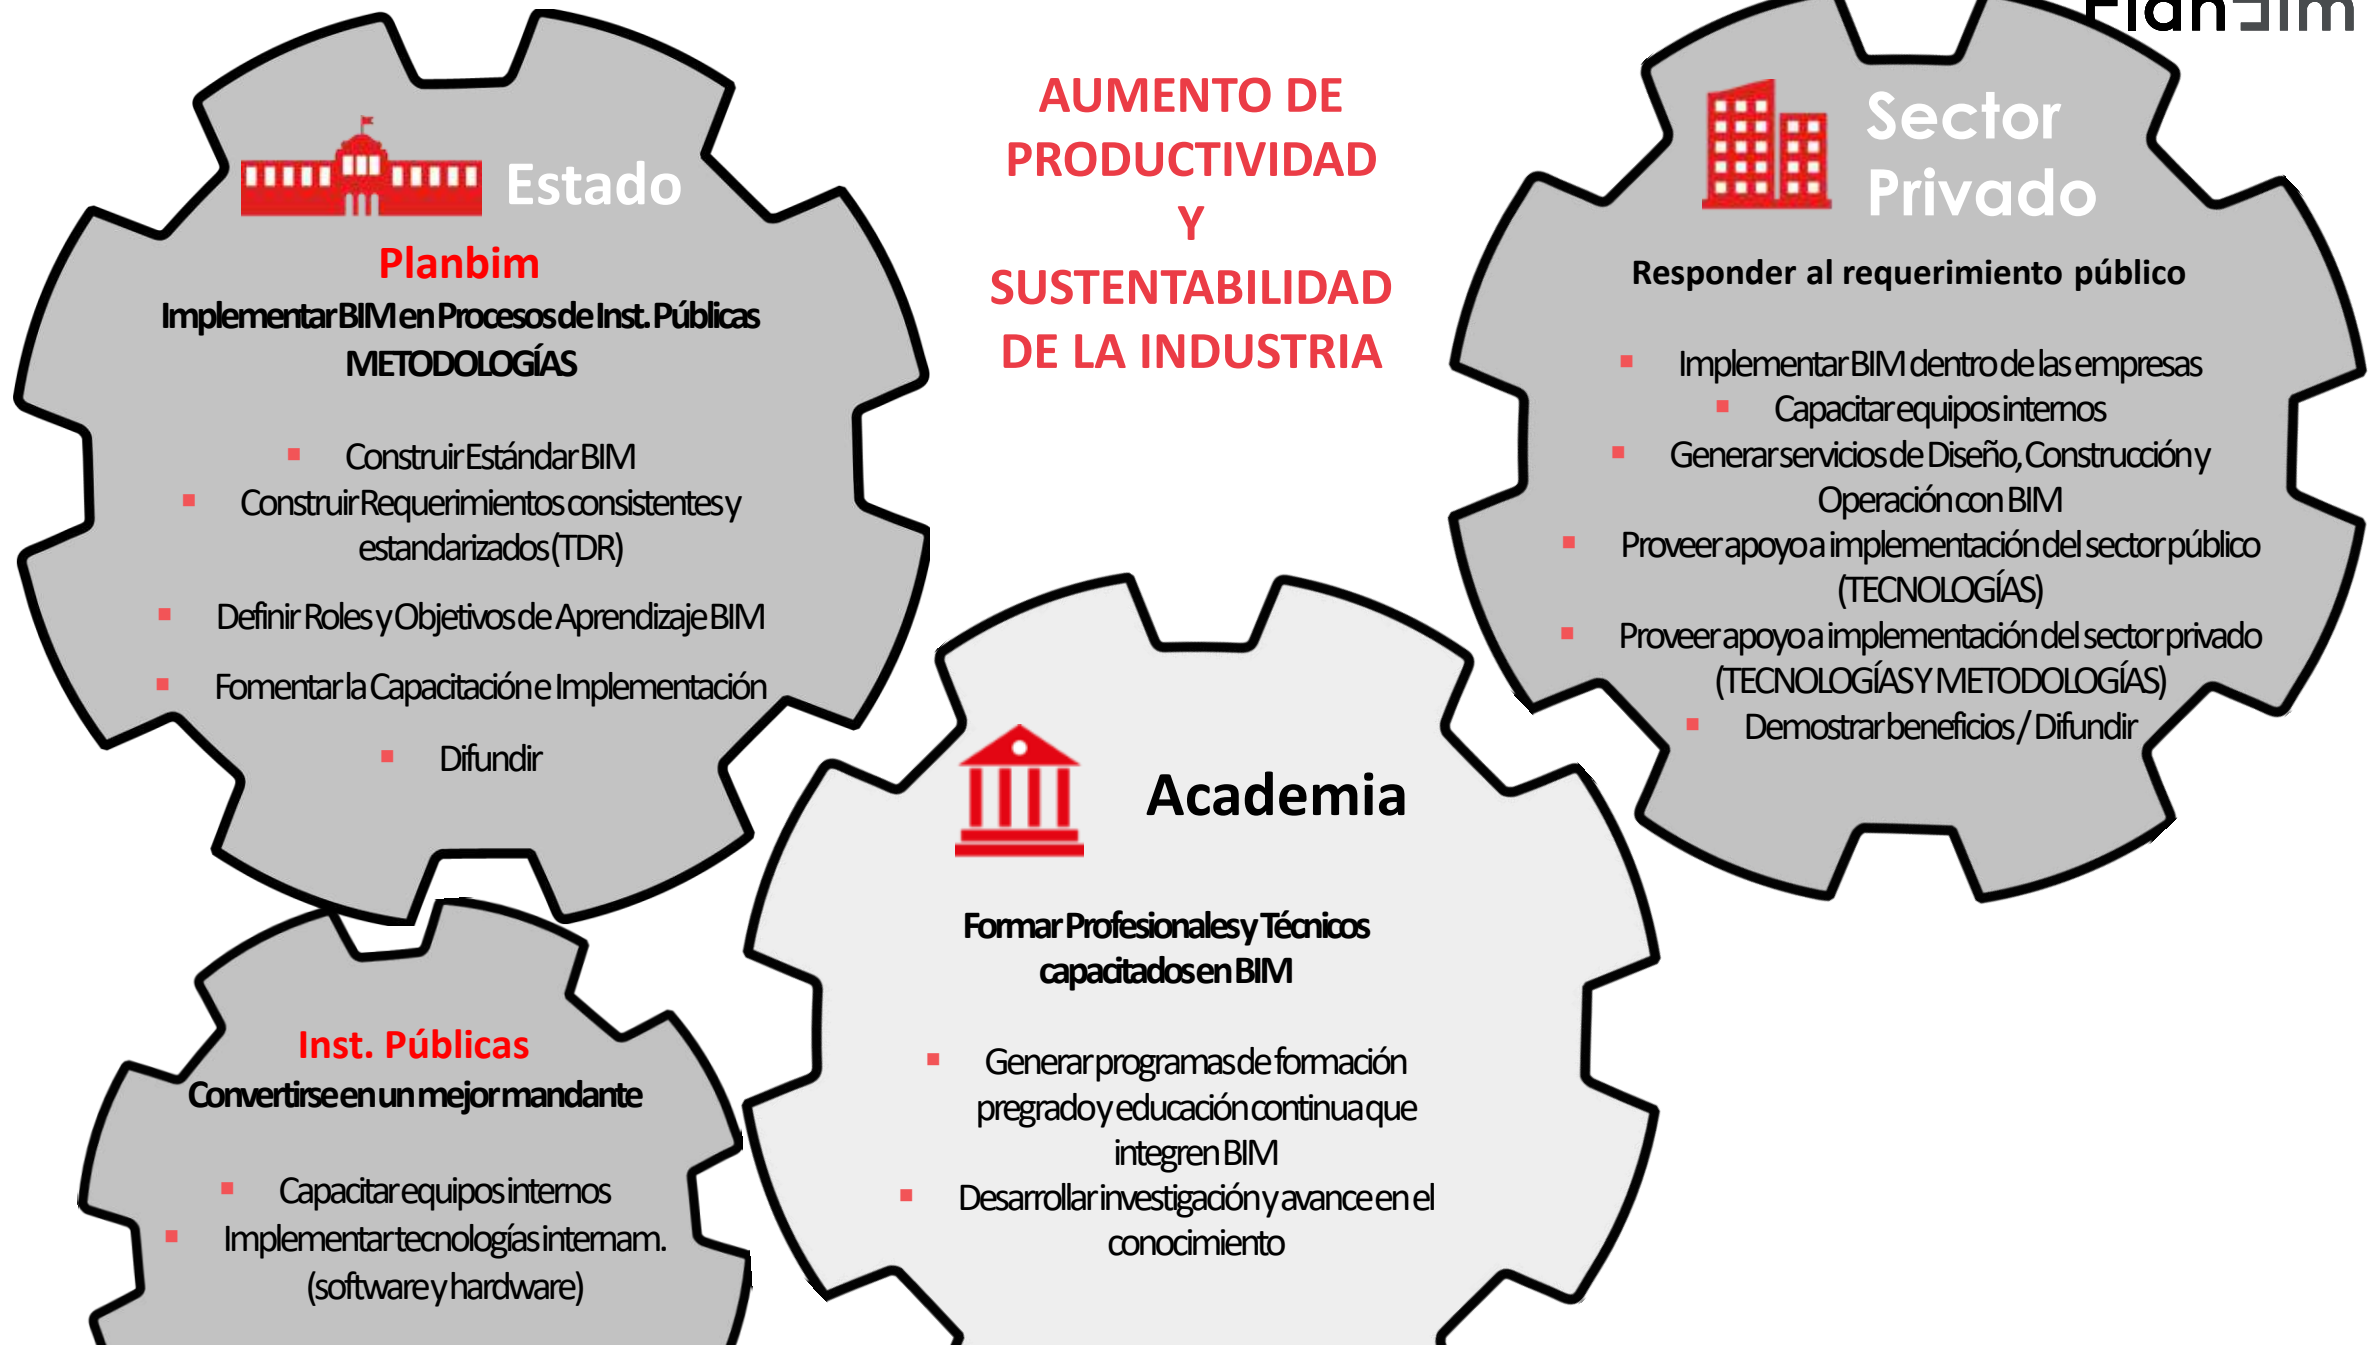 PlanBim
AUMENTO DE
PRODUCTIVIDAD
Y
SUSTENTABILIDAD
DE LA INDUSTRIA
Estado
Planbim
Implementar BIM en Procesos de Inst. Públicas
METODOLOGÍAS
▪ Construir Estándar BIM
▪ Construir Requerimientos consistentes y
estandarizados (TDR)
▪ Definir Roles y Objetivos de Aprendizaje BIM
▪ Fomentar la Capacitación e Implementación
▪ Difundir
Sector
Privado
Responder al requerimiento público
▪ Implementar BIM dentro de las empresas
▪ Capacitar equipos internos
▪ Generar servicios de Diseño, Construcción y
Operación con BIM
▪ Proveer apoyo a implementación del sector público
(TECNOLOGÍAS)
▪ Proveer apoyo a implementación del sector privado
(TECNOLOGÍAS Y METODOLOGÍAS)
▪ Demostrar beneficios / Difundir
Academia
Formar Profesionales y Técnicos
capacitados en BIM
▪ Generar programas de formación
pregrado y educación continua que
integren BIM
▪ Desarrollar investigación y avance en el
conocimiento
Inst. Públicas
Convertirse en un mejor mandante
▪ Capacitar equipos internos
▪ Implementar tecnologías internam.
(software y hardware)